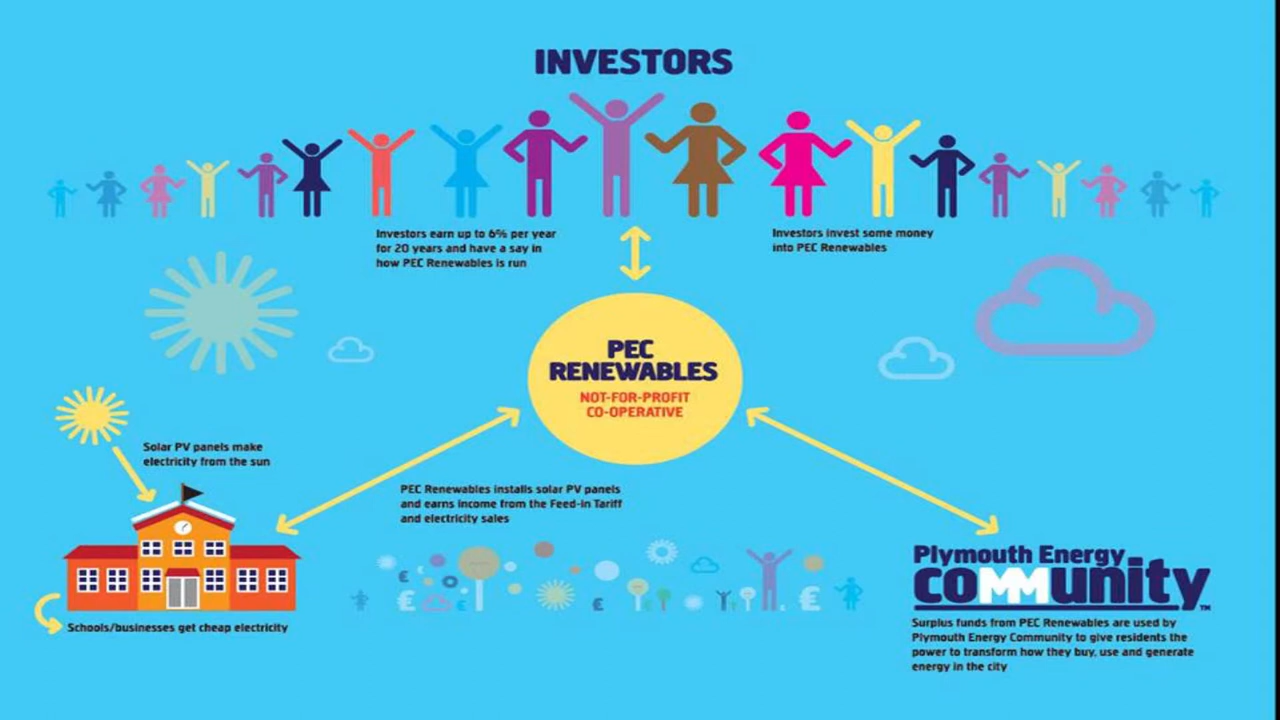 INVESTORS
Investors earn up to 6% per year
for 20 years and have a say in
how PEC Renewables is run
Investors invest some money
into PEC Renewables
PEC
RENEWABLES
NOT-FOR-PROFIT
CO-OPERATIVE
Solar PV panels make
electricity from the sun
PEC Renewables installs solar PV panels
and earns income from the Feed-in Tariff
and electricity sales
£
£
£
£
£
Schools/businesses get cheap electricity
Plymouth Energy
coMMunity™
Surplus funds from PEC Renewables are used by
Plymouth Energy Community to give residents the
power to transform how they buy, use and generate
energy in the city